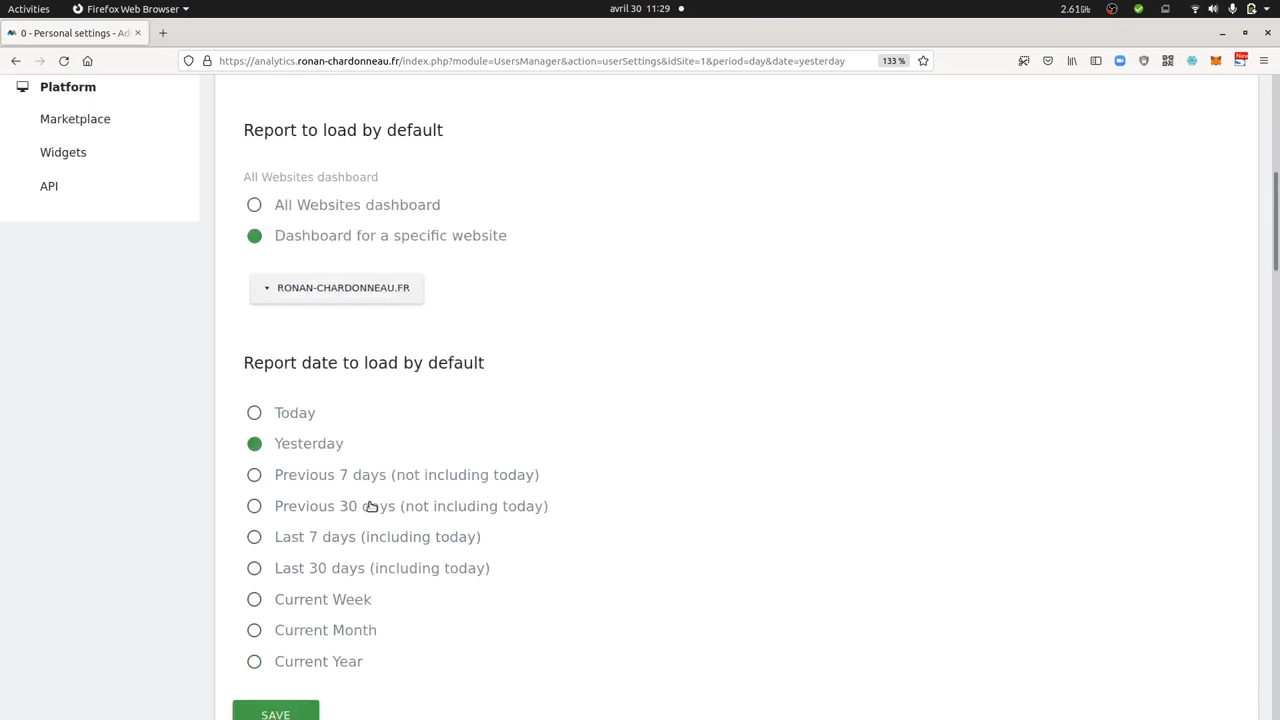 Activities
Firefox Web Browser
avril 30 11:29
2.61GiB
0 - Personal settings - Ad
https://analytics.ronan-chardonneau.fr/index.php?module=UsersManager&action=userSettings&idSite=1&period=day&date=yesterday
133 %
New
Platform
Marketplace
Widgets
API
Report to load by default
All Websites dashboard
All Websites dashboard
Dashboard for a specific website
RONAN-CHARDONNEAU.FR
Report date to load by default
Today
Yesterday
Previous 7 days (not including today)
Previous 30 days (not including today)
Last 7 days (including today)
Last 30 days (including today)
Current Week
Current Month
Current Year
SAVE